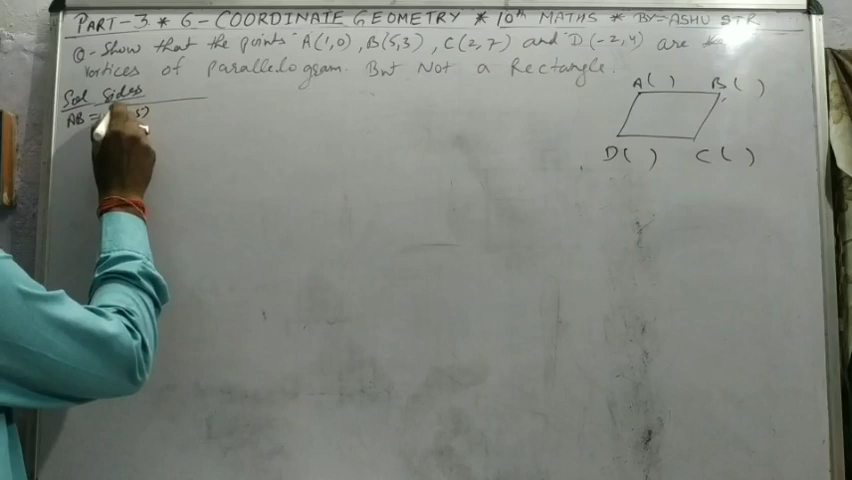 PART-3 * 6 - COORDINATE GEOMETRY * 10th MATHS * BY-ASHU SIR
Q- Show that the points A(1,0), B(5,3), C(2,7) and D(-2,4) are the
vertices of parallelogram. But Not a Rectangle.
Sol Sides
AB =
A( ) B( )
D( ) C( )